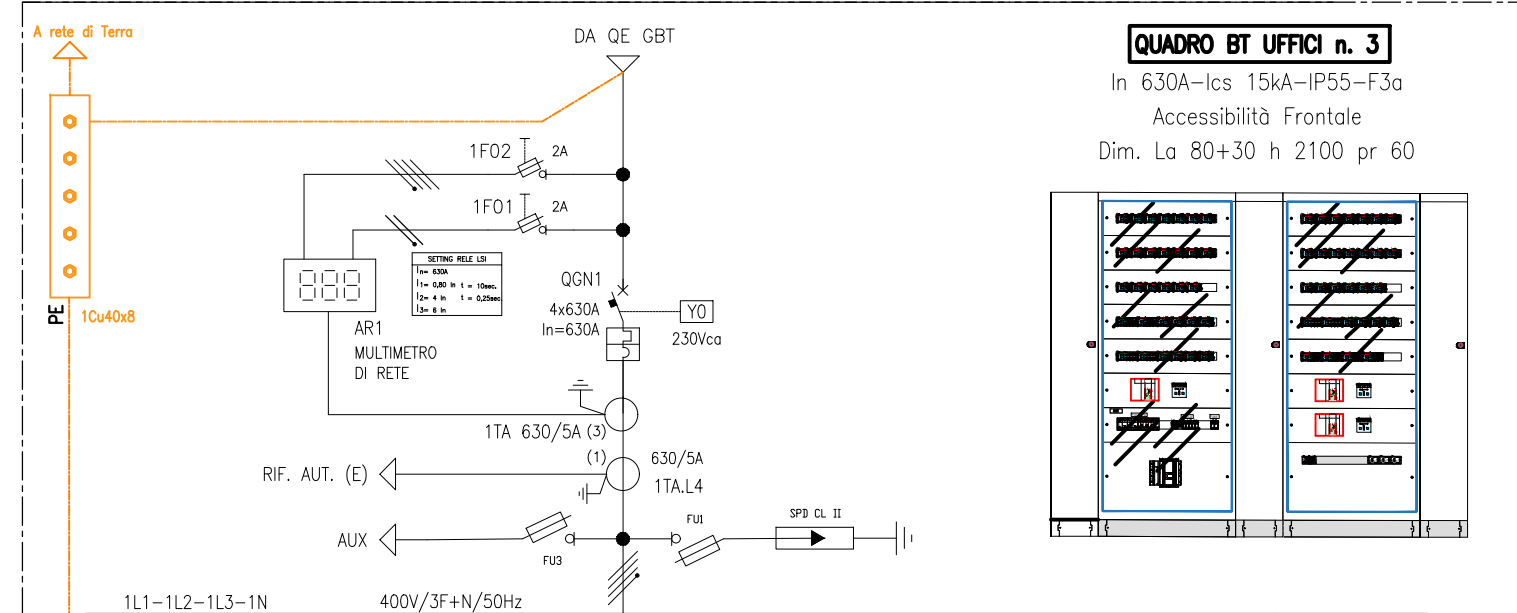 A rete di Terra
DA QE GBT
QUADRO BT UFFICI n. 3
In 630A-Ics 15kA-IP55-F3a
Accessibilità Frontale
Dim. La 80+30 h 2100 pr 60
1F02 2A
1F01 2A
SETTING RELE LSI
In= 630A
I1= 0,80 In t = 10sec.
I2= 4 In t = 0,25sec
I3= 6 In
QGN1
4x630A
In=630A
Y0
230Vca
PE
1Cu40x8
AR1
MULTIMETRO
DI RETE
1TA 630/5A (3)
(1) 630/5A
1TA.L4
RIF. AUT. (E)
AUX
FU3
FU1
SPD CL II
1L1-1L2-1L3-1N
400V/3F+N/50Hz